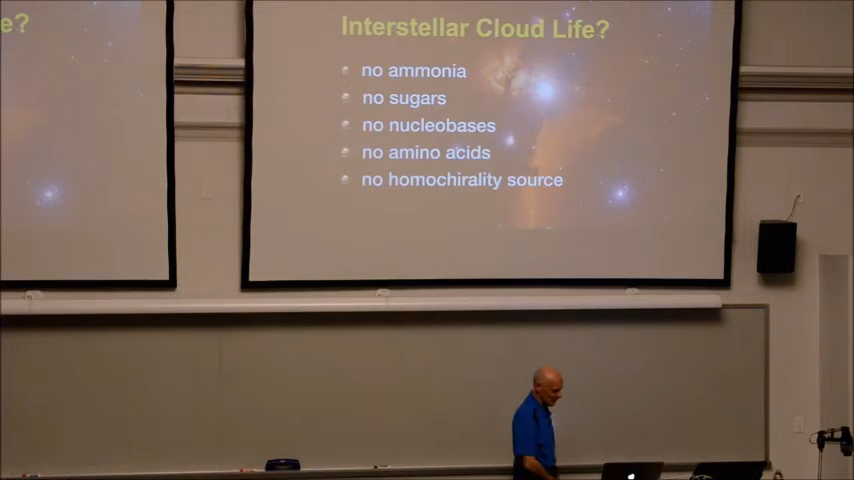 e?
Interstellar Cloud Life?
no ammonia
no sugars
no nucleobases
no amino acids
no homochirality source